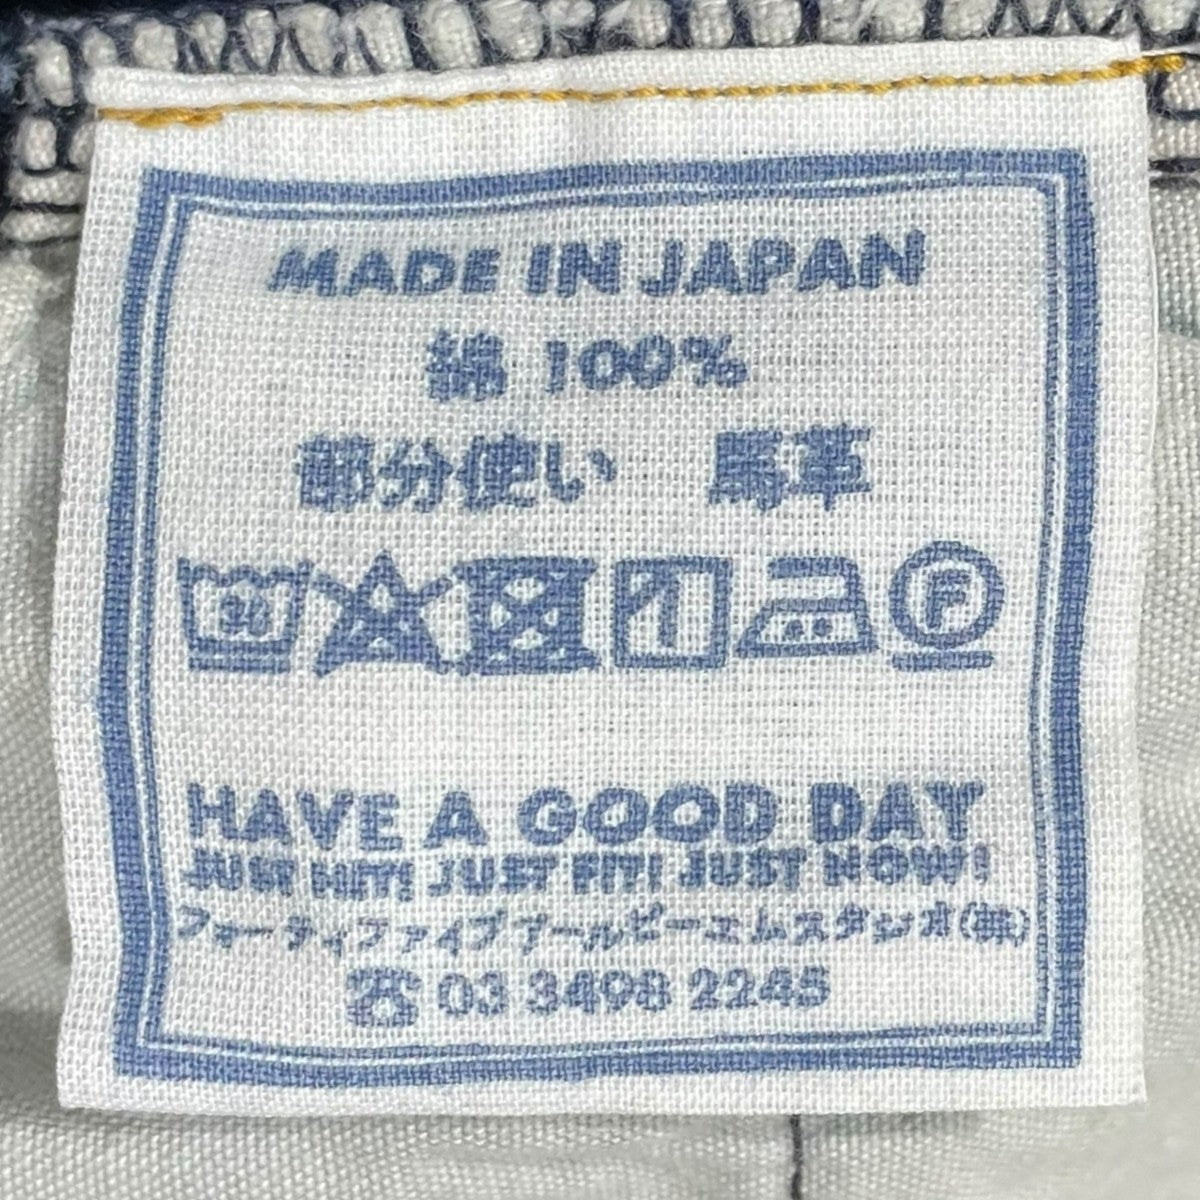 MADE IN JAPAN
綿 100%
部分使い 馬革
30
F
HAVE A GOOD DAY
JUST HIT! JUST FIT! JUST NOW!
フォーティファイブアールピーエムスタジオ(株)
☎ 03 3498 2245